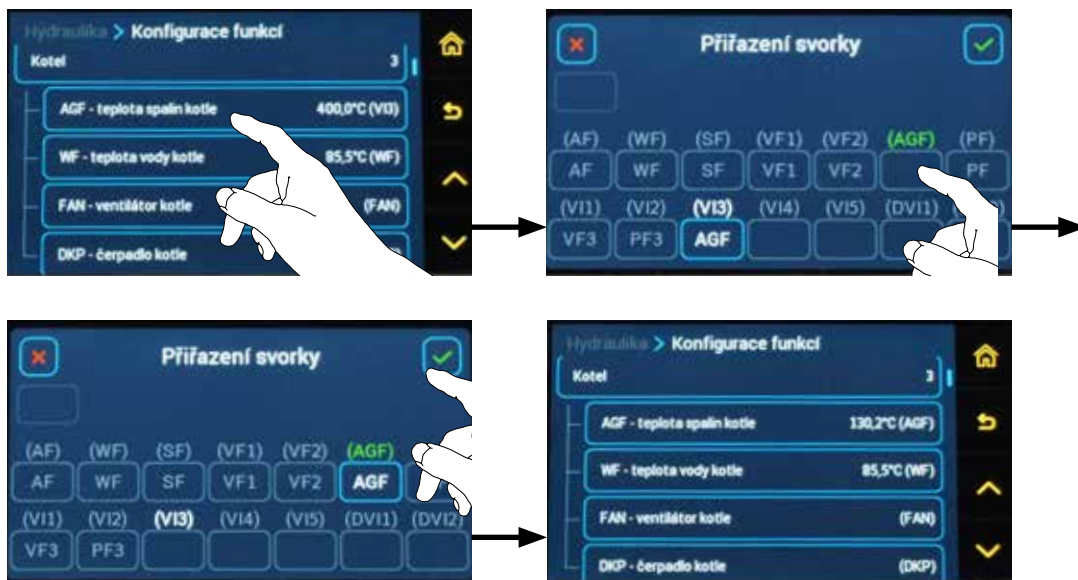 Hydraulika > Konfigurace funkcí
Kotel 3
AGF - teplota spalin kotle 400,0°C (VI3)
WF - teplota vody kotle 85,5°C (WF)
FAN - ventilátor kotle (FAN)
DKP - čerpadlo kotle
Přiřazení svorky
(AF) (WF) (SF) (VF1) (VF2) (AGF) (PF)
AF WF SF VF1 VF2 PF
(VI1) (VI2) (VI3) (VI4) (VI5) (DVI1)
VF3 PF3 AGF
Přiřazení svorky
(AF) (WF) (SF) (VF1) (VF2) (AGF)
AF WF SF VF1 VF2 AGF
(VI1) (VI2) (VI3) (VI4) (VI5) (DVI1) (DVI2)
VF3 PF3
Hydraulika > Konfigurace funkcí
Kotel 3
AGF - teplota spalin kotle 130,2°C (AGF)
WF - teplota vody kotle 85,5°C (WF)
FAN - ventilátor kotle (FAN)
DKP - čerpadlo kotle (DKP)